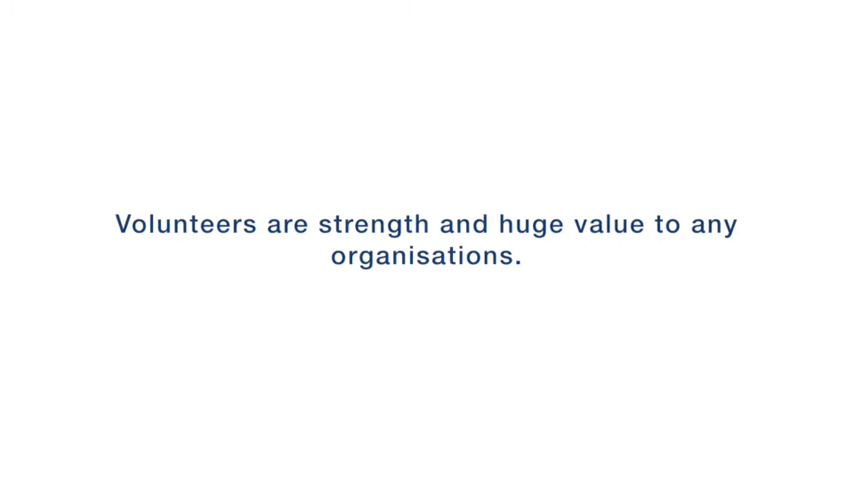 Volunteers are strength and huge value to any
organisations.